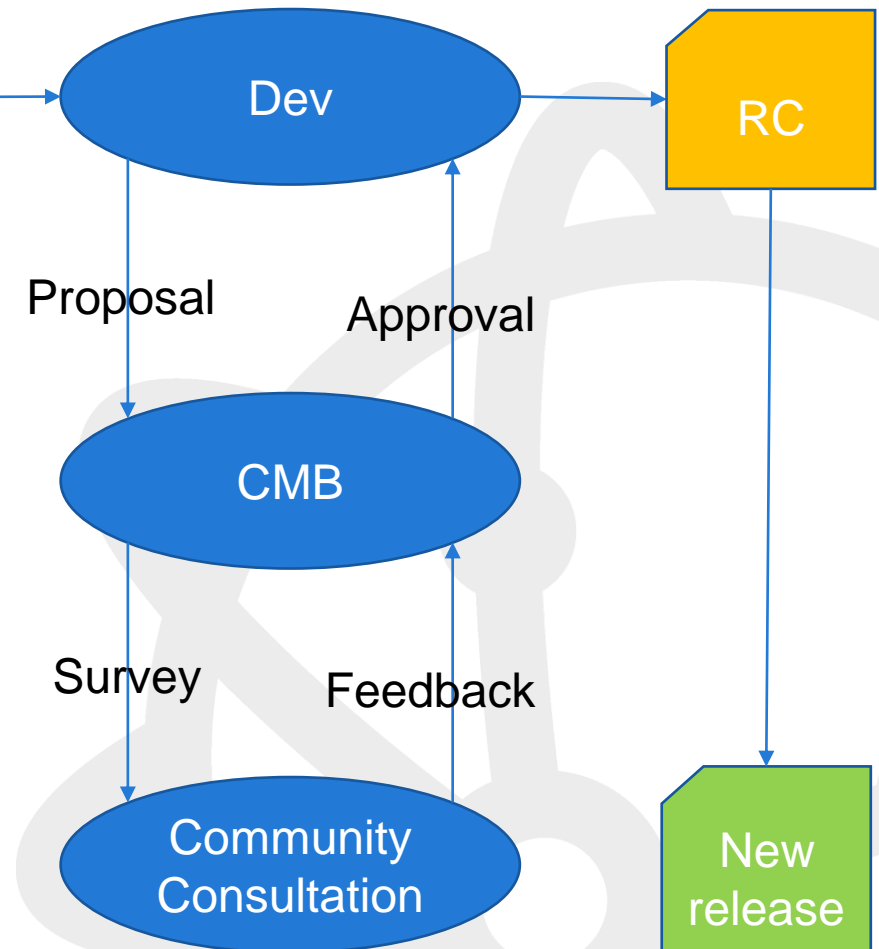 Dev
RC
Proposal
Approval
CMB
Survey
Feedback
Community
Consultation
New
release